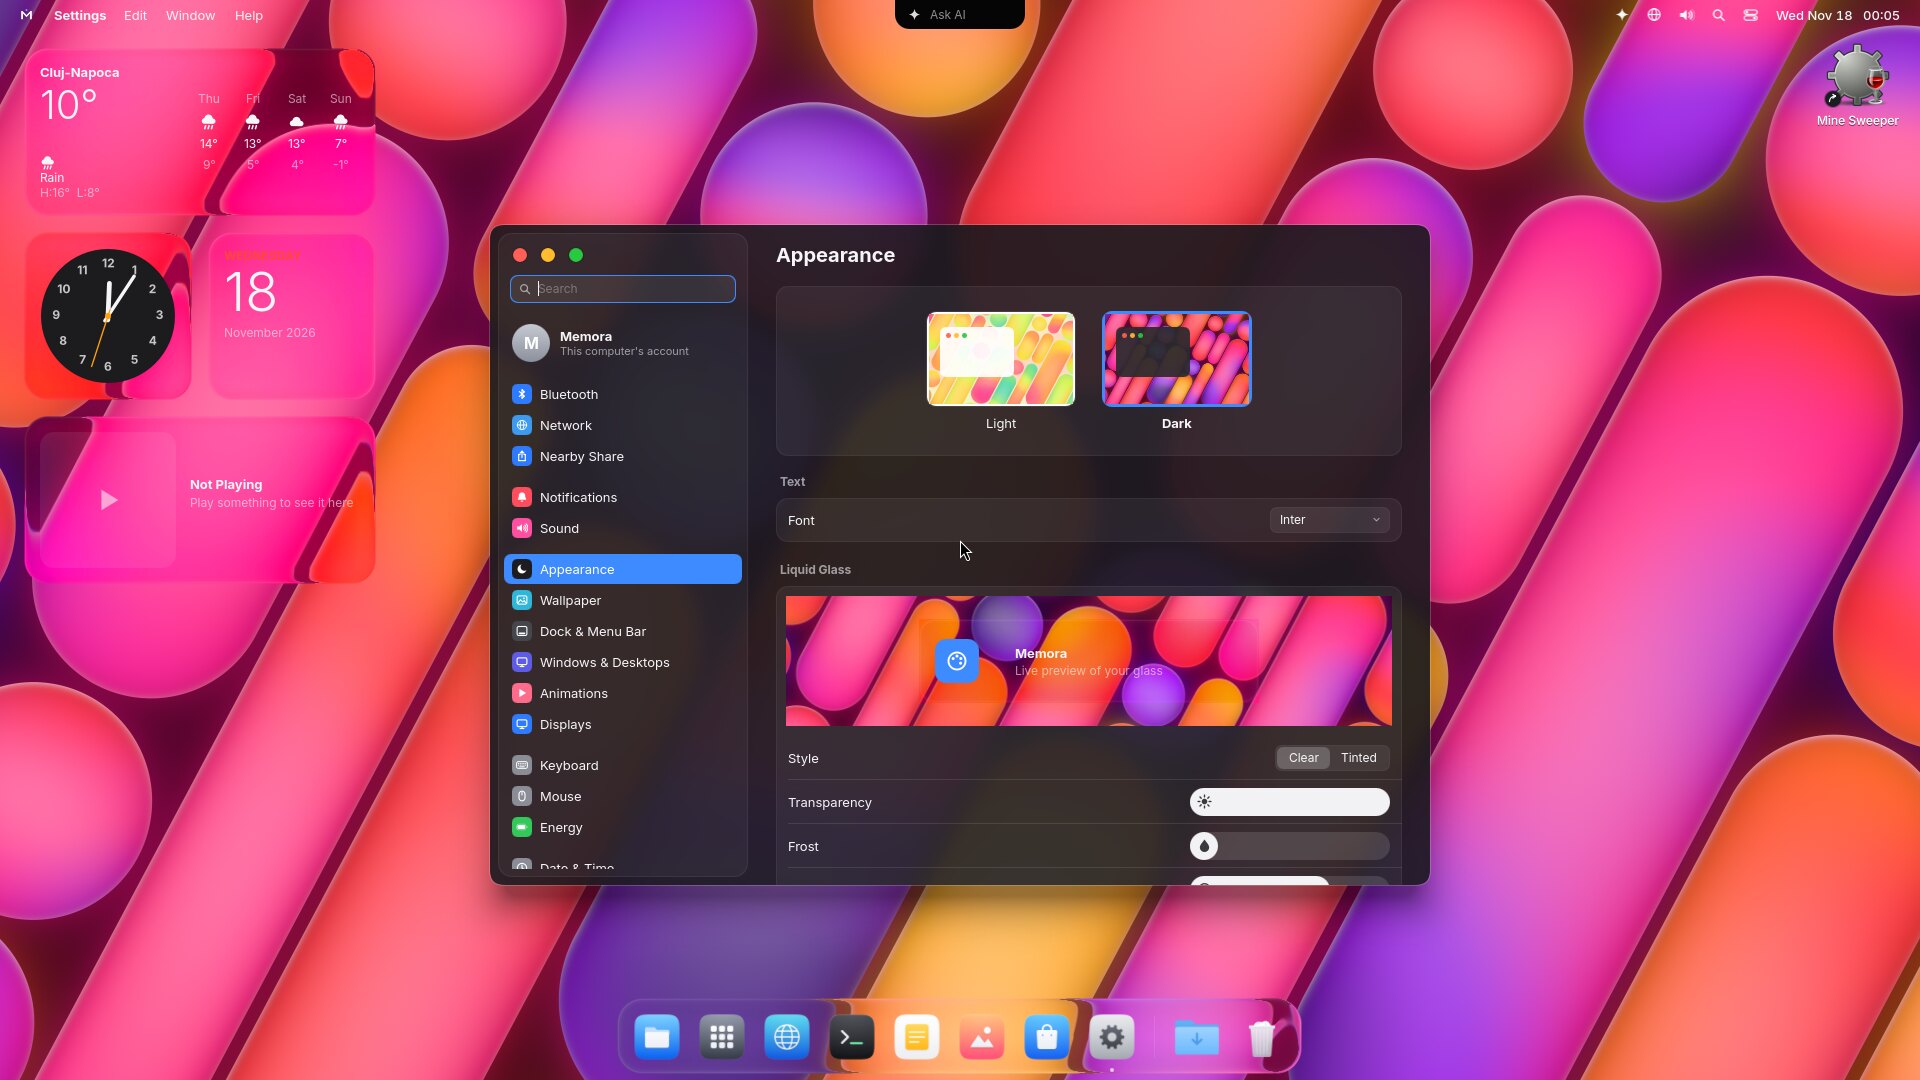 Settings Edit Window Help
Ask AI
Wed Nov 18 00:05
Cluj-Napoca
10°
Rain
H:16° L:8°
Thu Fri Sat Sun
14° 13° 13° 7°
9° 5° 4° -1°
12 1 2 3 4 5 6 7 8 9 10 11
WEDNESDAY
18
November 2026
Not Playing
Play something to see it here
Mine Sweeper
Search
M
Memora
This computer's account
Bluetooth
Network
Nearby Share
Notifications
Sound
Appearance
Wallpaper
Dock & Menu Bar
Windows & Desktops
Animations
Displays
Keyboard
Mouse
Energy
Date & Time
Appearance
Light
Dark
Text
Font
Inter
Liquid Glass
Memora
Live preview of your glass
Style
Clear Tinted
Transparency
Frost